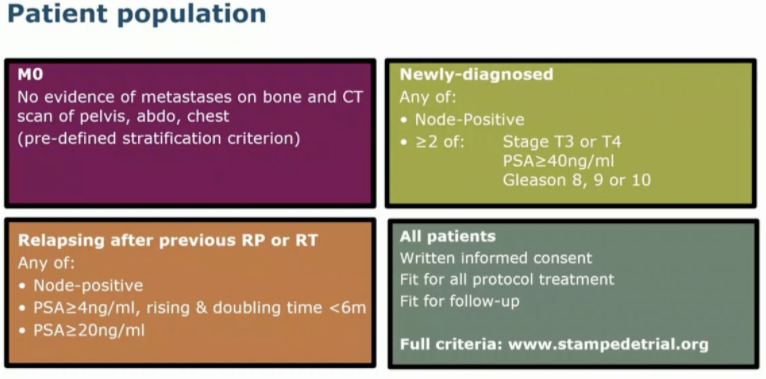 Patient population
M0
No evidence of metastases on bone and CT
scan of pelvis, abdo, chest
(pre-defined stratification criterion)
Newly-diagnosed
Any of:
• Node-Positive
• ≥2 of: Stage T3 or T4
PSA≥40ng/ml
Gleason 8, 9 or 10
Relapsing after previous RP or RT
Any of:
• Node-positive
• PSA≥4ng/ml, rising & doubling time <6m
• PSA≥20ng/ml
All patients
Written informed consent
Fit for all protocol treatment
Fit for follow-up
Full criteria: www.stampedetrial.org